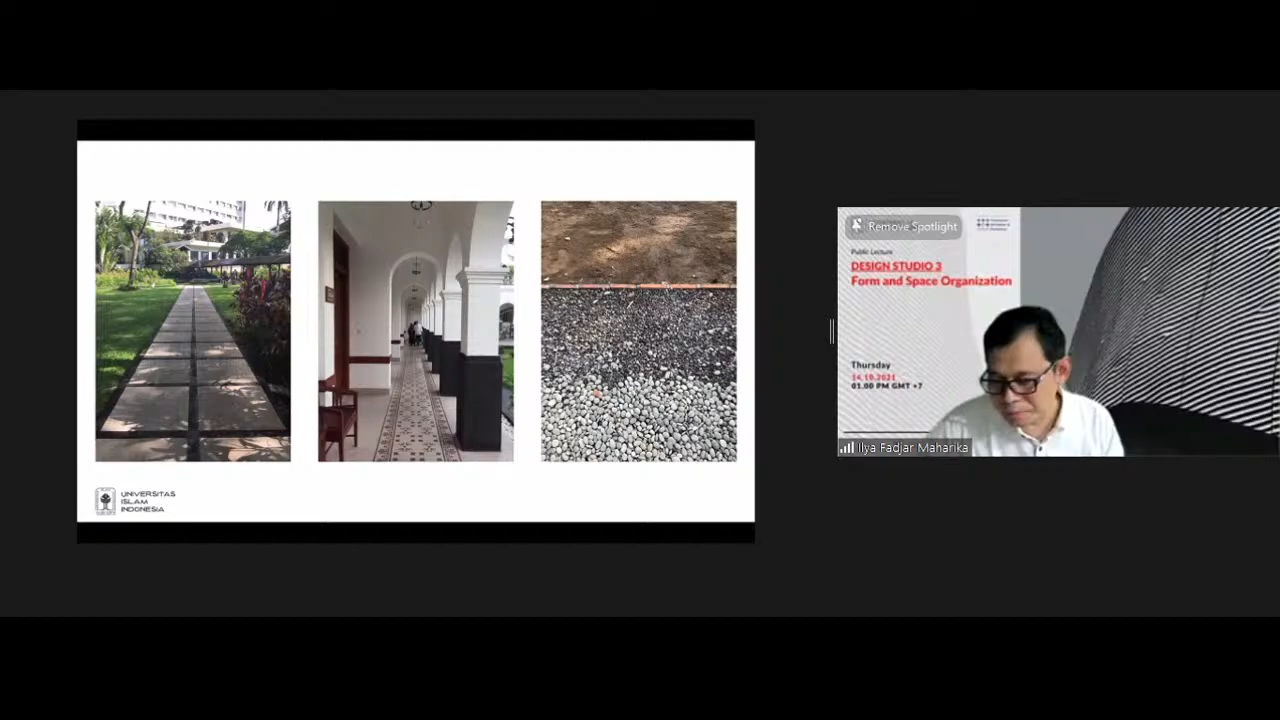 UNIVERSITAS
ISLAM
INDONESIA
Remove Spotlight
Public Lecture
DESIGN STUDIO 3
Form and Space Organization
Thursday
14.10.2021
01.00 PM GMT +7
Ilya Fadjar Maharika